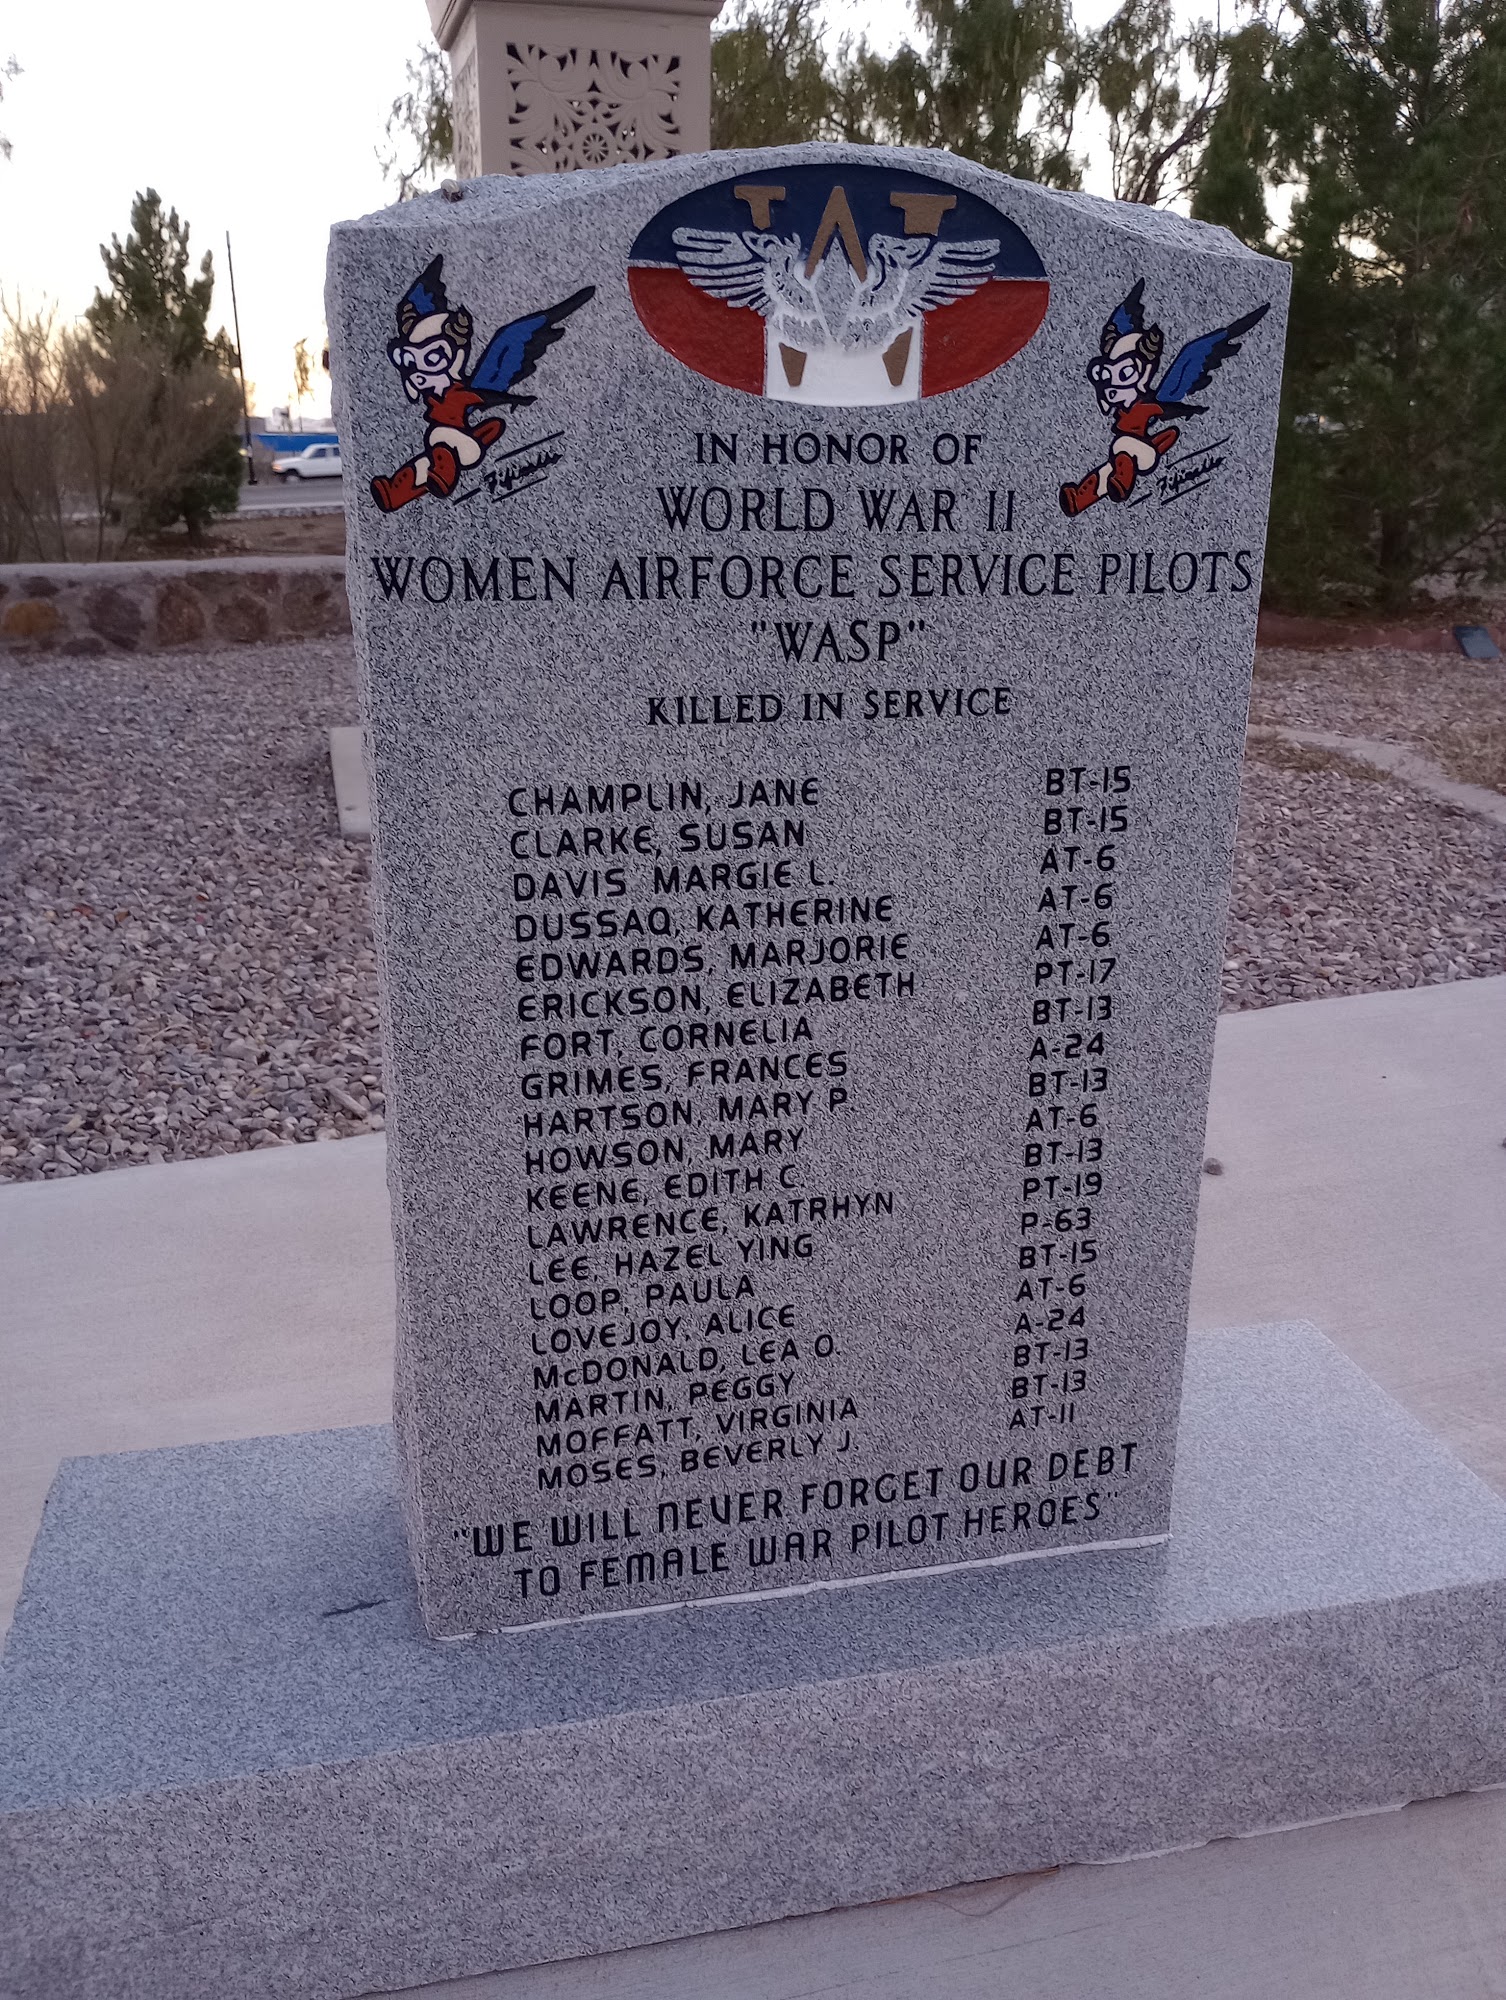 Fifinella
Fifinella
IN HONOR OF
WORLD WAR II
WOMEN AIRFORCE SERVICE PILOTS
"WASP"
KILLED IN SERVICE
CHAMPLIN, JANE BT-15
CLARKE, SUSAN BT-15
DAVIS MARGIE L. AT-6
DUSSAQ, KATHERINE AT-6
EDWARDS, MARJORIE AT-6
ERICKSON, ELIZABETH PT-17
FORT, CORNELIA BT-13
GRIMES, FRANCES A-24
HARTSON, MARY P. BT-13
HOWSON, MARY AT-6
KEENE, EDITH C. BT-13
LAWRENCE, KATRHYN PT-19
LEE, HAZEL YING P-63
LOOP, PAULA BT-15
LOVEJOY, ALICE AT-6
McDONALD, LEA O. A-24
MARTIN, PEGGY BT-13
MOFFATT, VIRGINIA BT-13
MOSES, BEVERLY J. AT-11
"WE WILL NEVER FORGET OUR DEBT
TO FEMALE WAR PILOT HEROES"